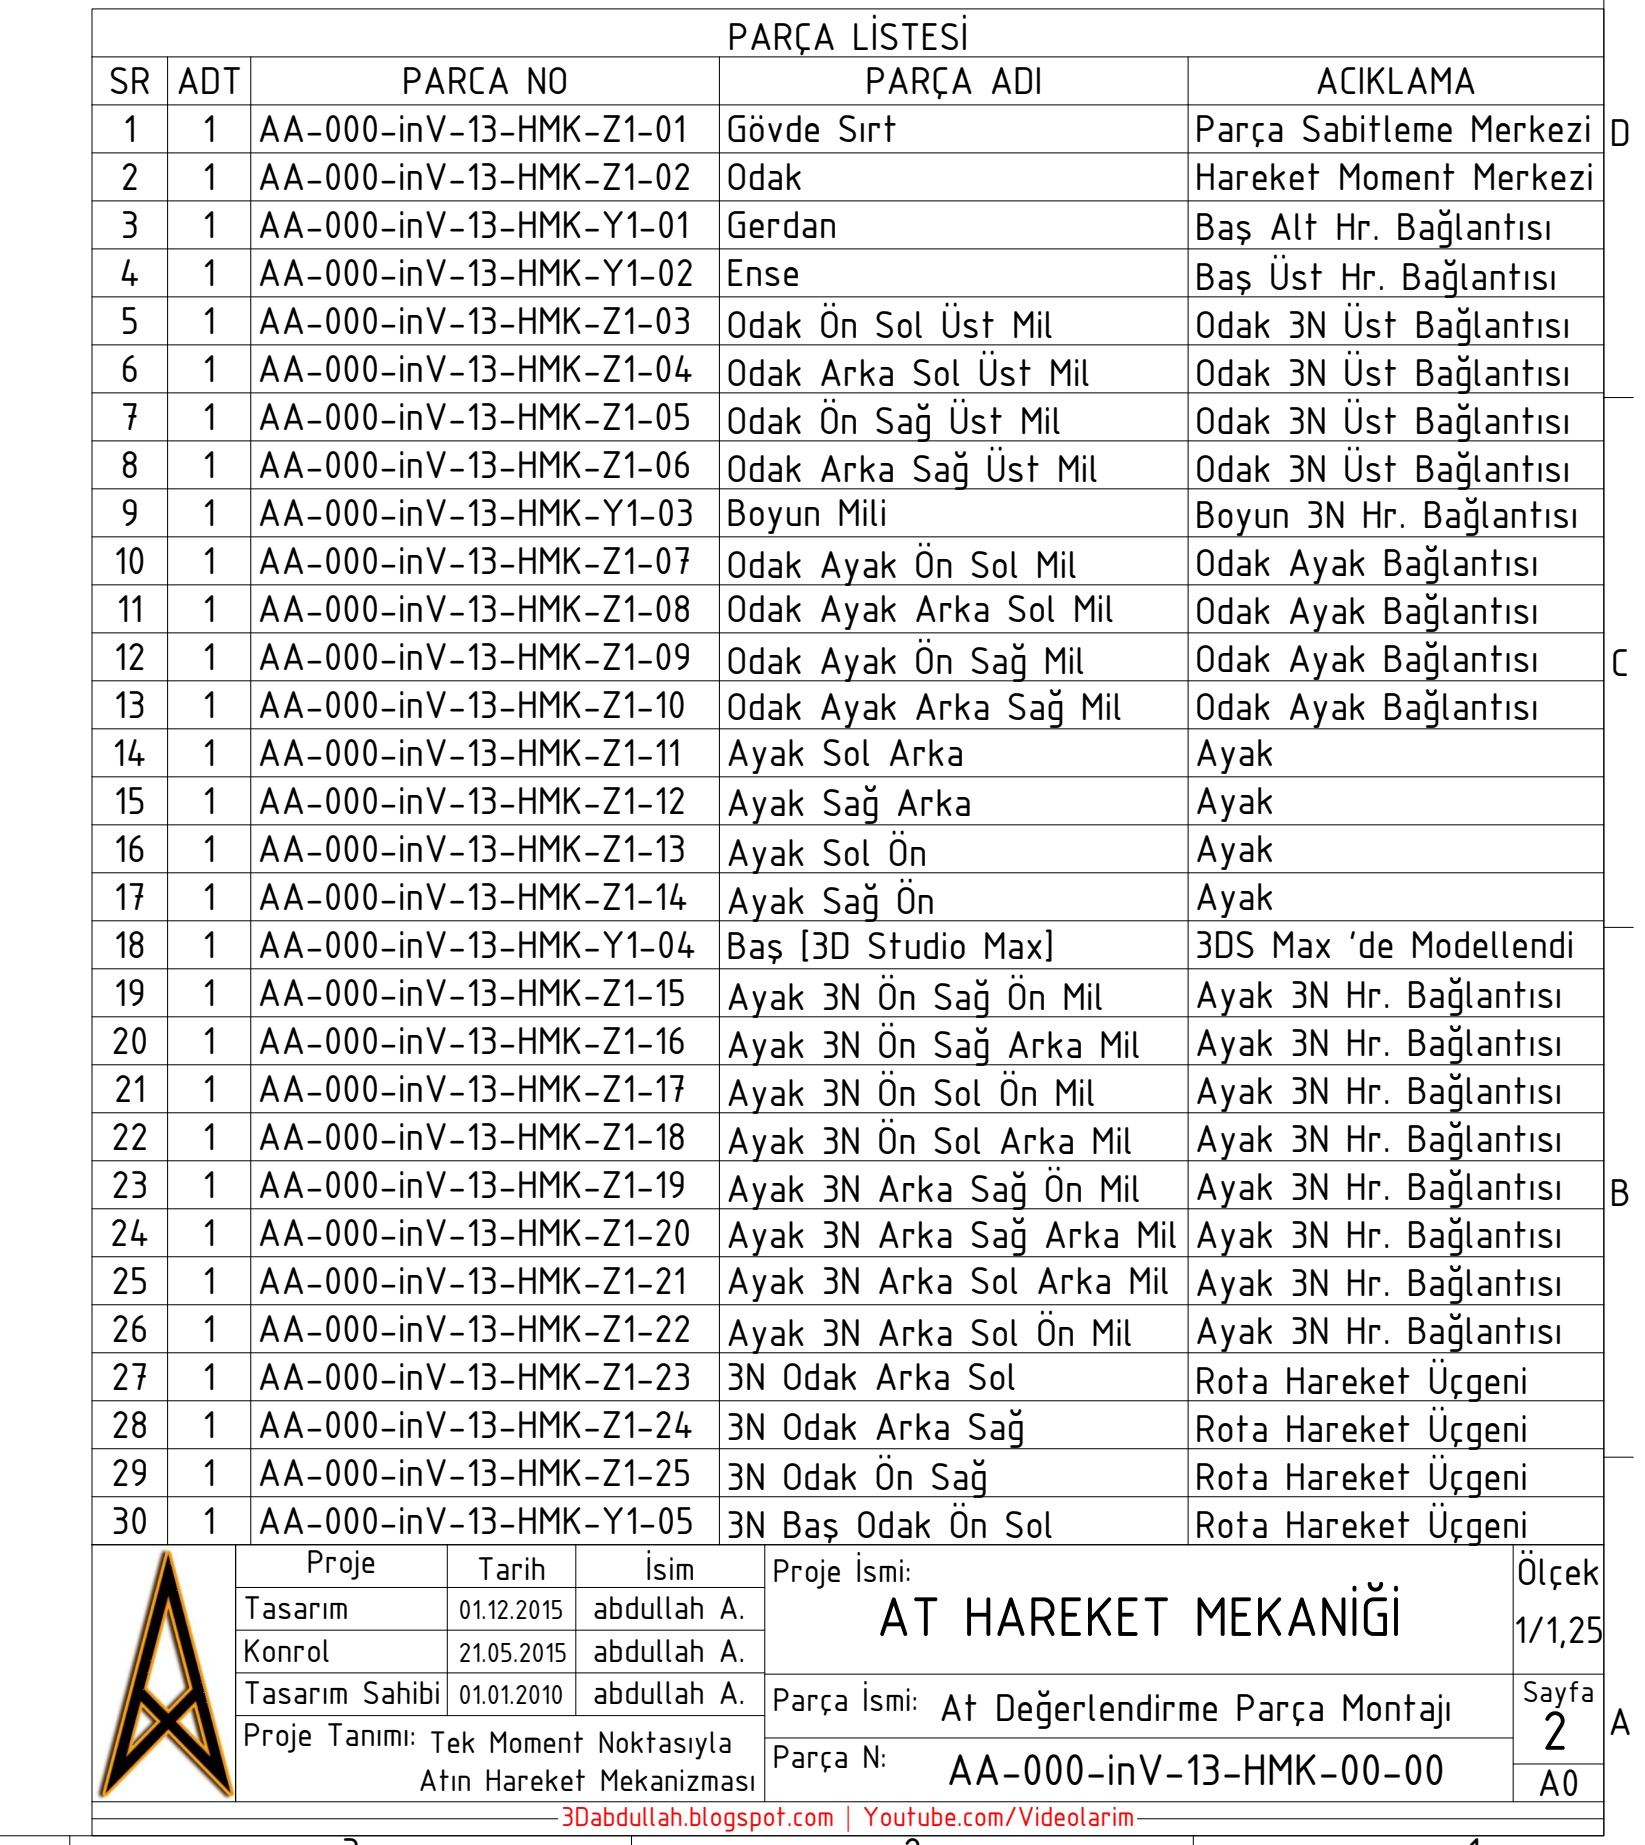 PARÇA LİSTESİ
SR ADT PARCA NO PARÇA ADI ACIKLAMA
1 1 AA-000-inV-13-HMK-Z1-01 Gövde Sırt Parça Sabitleme Merkezi D
2 1 AA-000-inV-13-HMK-Z1-02 Odak Hareket Moment Merkezi
3 1 AA-000-inV-13-HMK-Y1-01 Gerdan Baş Alt Hr. Bağlantısı
4 1 AA-000-inV-13-HMK-Y1-02 Ense Baş Üst Hr. Bağlantısı
5 1 AA-000-inV-13-HMK-Z1-03 Odak Ön Sol Üst Mil Odak 3N Üst Bağlantısı
6 1 AA-000-inV-13-HMK-Z1-04 Odak Arka Sol Üst Mil Odak 3N Üst Bağlantısı
7 1 AA-000-inV-13-HMK-Z1-05 Odak Ön Sağ Üst Mil Odak 3N Üst Bağlantısı
8 1 AA-000-inV-13-HMK-Z1-06 Odak Arka Sağ Üst Mil Odak 3N Üst Bağlantısı
9 1 AA-000-inV-13-HMK-Y1-03 Boyun Mili Boyun 3N Hr. Bağlantısı
10 1 AA-000-inV-13-HMK-Z1-07 Odak Ayak Ön Sol Mil Odak Ayak Bağlantısı
11 1 AA-000-inV-13-HMK-Z1-08 Odak Ayak Arka Sol Mil Odak Ayak Bağlantısı
12 1 AA-000-inV-13-HMK-Z1-09 Odak Ayak Ön Sağ Mil Odak Ayak Bağlantısı C
13 1 AA-000-inV-13-HMK-Z1-10 Odak Ayak Arka Sağ Mil Odak Ayak Bağlantısı
14 1 AA-000-inV-13-HMK-Z1-11 Ayak Sol Arka Ayak
15 1 AA-000-inV-13-HMK-Z1-12 Ayak Sağ Arka Ayak
16 1 AA-000-inV-13-HMK-Z1-13 Ayak Sol Ön Ayak
17 1 AA-000-inV-13-HMK-Z1-14 Ayak Sağ Ön Ayak
18 1 AA-000-inV-13-HMK-Y1-04 Baş [3D Studio Max] 3DS Max 'de Modellendi
19 1 AA-000-inV-13-HMK-Z1-15 Ayak 3N Ön Sağ Ön Mil Ayak 3N Hr. Bağlantısı
20 1 AA-000-inV-13-HMK-Z1-16 Ayak 3N Ön Sağ Arka Mil Ayak 3N Hr. Bağlantısı
21 1 AA-000-inV-13-HMK-Z1-17 Ayak 3N Ön Sol Ön Mil Ayak 3N Hr. Bağlantısı
22 1 AA-000-inV-13-HMK-Z1-18 Ayak 3N Ön Sol Arka Mil Ayak 3N Hr. Bağlantısı
23 1 AA-000-inV-13-HMK-Z1-19 Ayak 3N Arka Sağ Ön Mil Ayak 3N Hr. Bağlantısı B
24 1 AA-000-inV-13-HMK-Z1-20 Ayak 3N Arka Sağ Arka Mil Ayak 3N Hr. Bağlantısı
25 1 AA-000-inV-13-HMK-Z1-21 Ayak 3N Arka Sol Arka Mil Ayak 3N Hr. Bağlantısı
26 1 AA-000-inV-13-HMK-Z1-22 Ayak 3N Arka Sol Ön Mil Ayak 3N Hr. Bağlantısı
27 1 AA-000-inV-13-HMK-Z1-23 3N Odak Arka Sol Rota Hareket Üçgeni
28 1 AA-000-inV-13-HMK-Z1-24 3N Odak Arka Sağ Rota Hareket Üçgeni
29 1 AA-000-inV-13-HMK-Z1-25 3N Odak Ön Sağ Rota Hareket Üçgeni
30 1 AA-000-inV-13-HMK-Y1-05 3N Baş Odak Ön Sol Rota Hareket Üçgeni
Proje Tarih İsim
Tasarım 01.12.2015 abdullah A.
Konrol 21.05.2015 abdullah A.
Tasarım Sahibi 01.01.2010 abdullah A.
Proje Tanımı: Tek Moment Noktasıyla
Atın Hareket Mekanizması
Proje İsmi:
AT HAREKET MEKANİĞİ
Parça İsmi: At Değerlendirme Parça Montajı
Parça N: AA-000-inV-13-HMK-00-00
Ölçek
1/1,25
Sayfa
2
A0
A
3Dabdullah.blogspot.com | Youtube.com/Videolarim